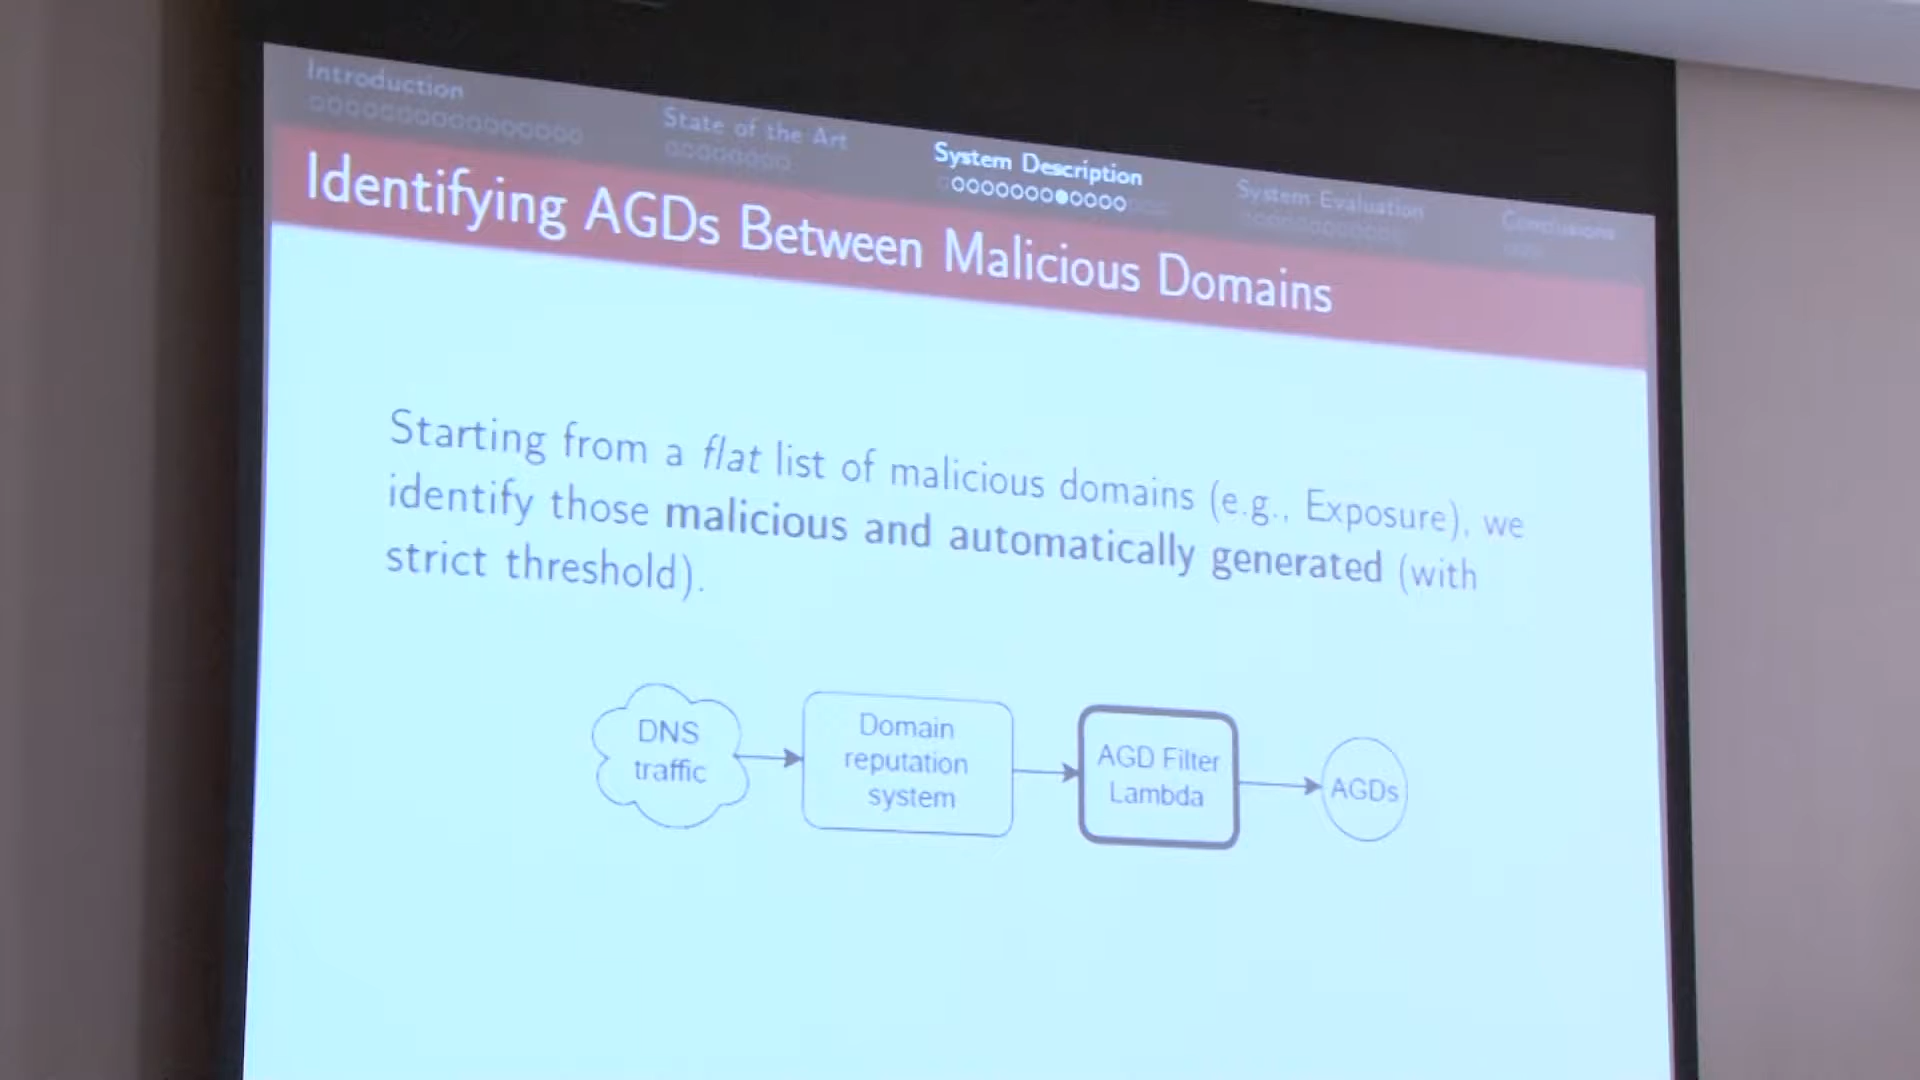 Introduction
State of the Art
System Description
System Evaluation
Conclusions
Identifying AGDs Between Malicious Domains
Starting from a flat list of malicious domains (e.g., Exposure), we
identify those malicious and automatically generated (with
strict threshold).
DNS
traffic
Domain
reputation
system
AGD Filter
Lambda
AGDs